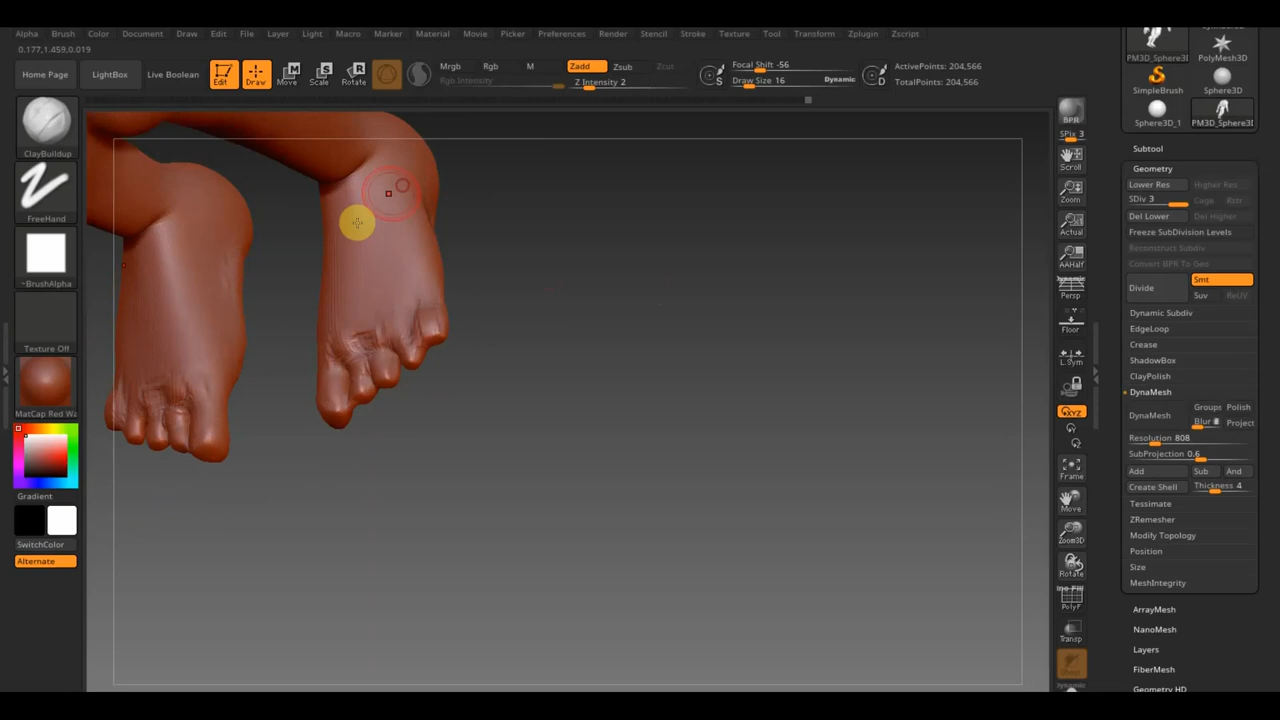 Alpha Brush Color Document Draw Edit File Layer Light Macro Marker Material Movie Picker Preferences Render Stencil Stroke Texture Tool Transform Zplugin Zscript
0.177,1.459,0.019
Home Page LightBox Live Boolean Edit Draw Move Scale Rotate
Mrgb Rgb M Zadd Zsub Zcut
Rgb Intensity Z Intensity 2
S Focal Shift -56
Draw Size 16 Dynamic D
ActivePoints: 204,566
TotalPoints: 204,566
ClayBuildup
FreeHand
~BrushAlpha
Texture Off
MatCap Red Wa
Gradient
SwitchColor
Alternate
BPR
SPix 3
Scroll
Zoom
Actual
AAHalf
Dynamic
Persp
Floor
L.Sym
XYZ
Y
Z
Frame
Move
Zoom3D
Rotate
PolyF
Transp
Dynamic
PM3D_Sphere3D PolyMesh3D
SimpleBrush Sphere3D
Sphere3D_1 PM3D_Sphere3D
Subtool
Geometry
Lower Res Higher Res
SDiv 3 Cage Rstr
Del Lower Del Higher
Freeze SubDivision Levels
Reconstruct Subdiv
Convert BPR To Geo
Divide Smt
Suv ReUV
Dynamic Subdiv
EdgeLoop
Crease
ShadowBox
ClayPolish
DynaMesh
DynaMesh Groups Polish
Blur Project
Resolution 808
SubProjection 0.6
Add Sub And
Create Shell Thickness 4
Tessimate
ZRemesher
Modify Topology
Position
Size
MeshIntegrity
ArrayMesh
NanoMesh
Layers
FiberMesh
Geometry HD